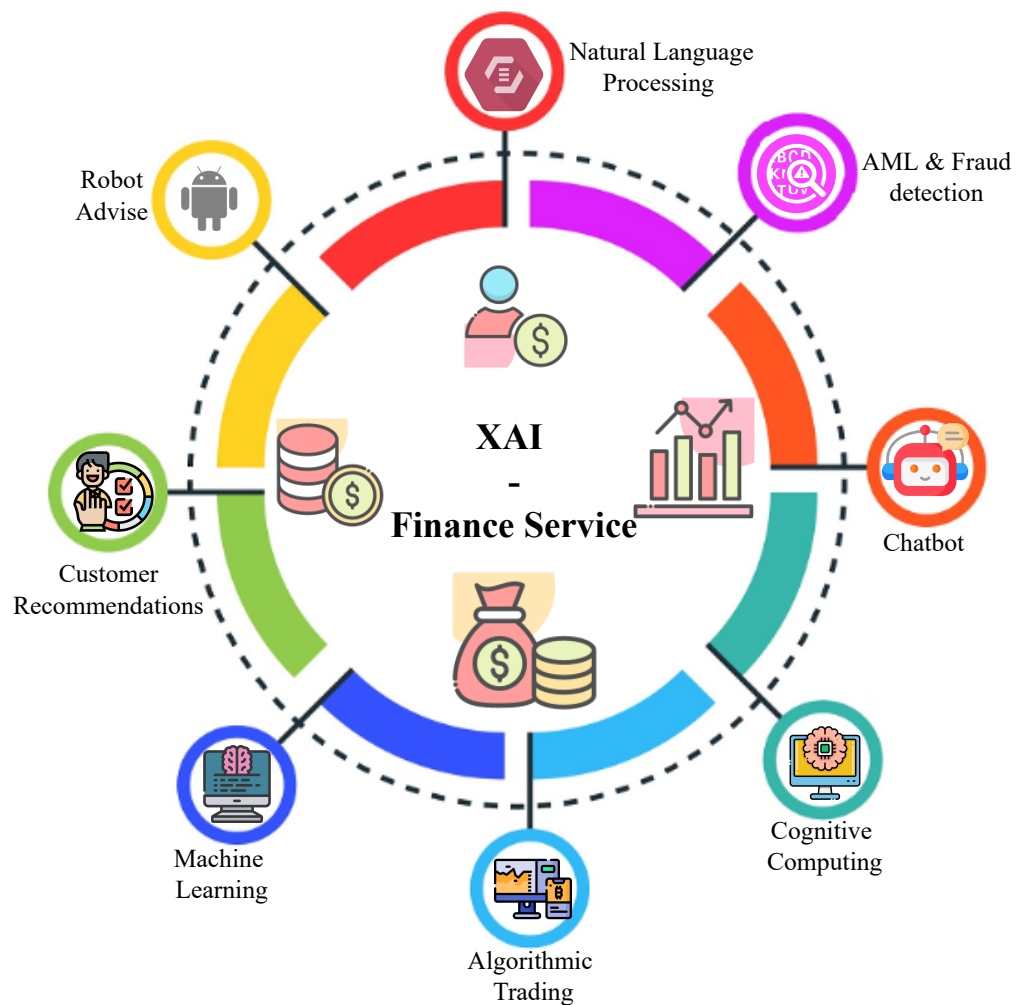 Natural Language
Processing
AML & Fraud
detection
Robot
Advise
XAI
-
Finance Service
Chatbot
Customer
Recommendations
Cognitive
Computing
Machine
Learning
Algorithmic
Trading